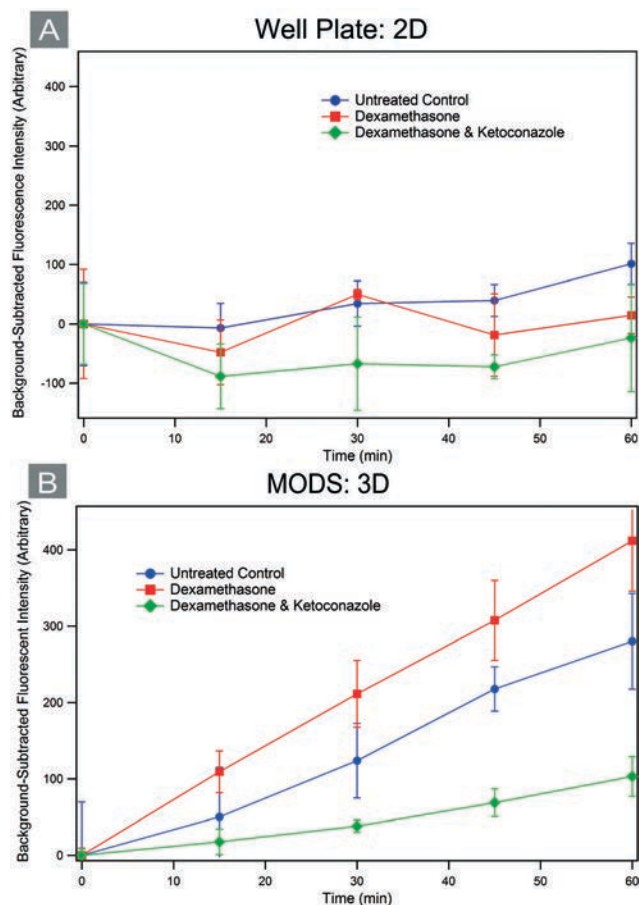 A
Well Plate: 2D
Background-Subtracted Fluorescence Intensity (Arbitrary)
400
300
200
100
0
-100
Untreated Control
Dexamethasone
Dexamethasone & Ketoconazole
0 10 20 30 40 50 60
Time (min)
B
MODS: 3D
Background-Subtracted Fluorescent Intensity (Arbitrary)
400
300
200
100
0
Untreated Control
Dexamethasone
Dexamethasone & Ketoconazole
0 10 20 30 40 50 60
Time (min)